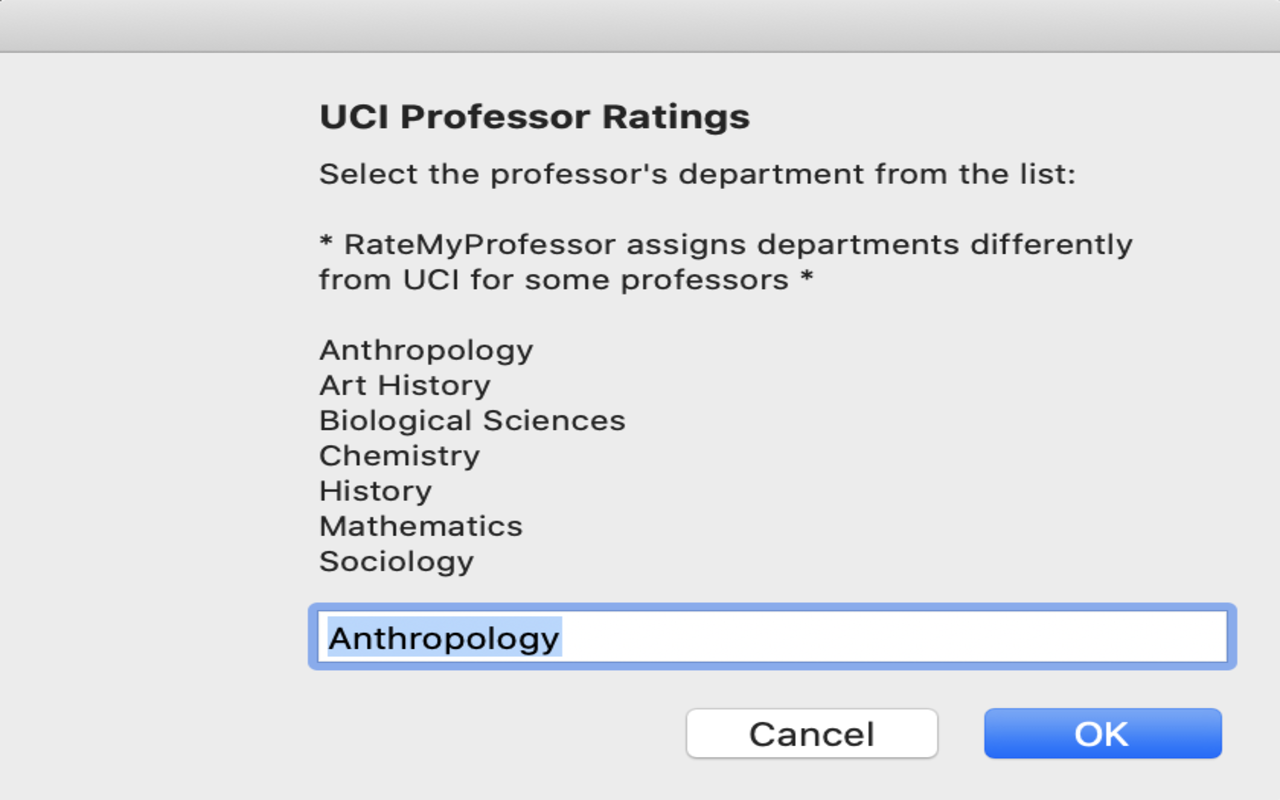 UCI Professor Ratings
Select the professor's department from the list:
* RateMyProfessor assigns departments differently
from UCI for some professors *
Anthropology
Art History
Biological Sciences
Chemistry
History
Mathematics
Sociology
Anthropology
Cancel
OK